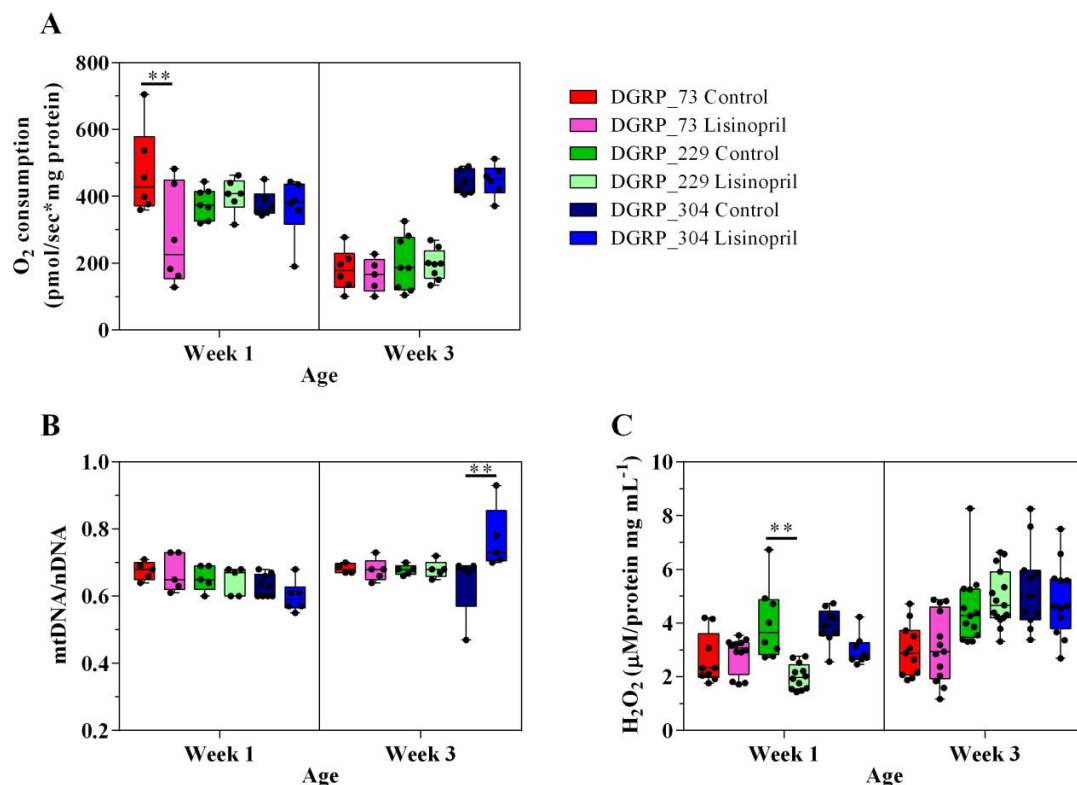 A
800
600
400
200
0
O₂ consumption
(pmol/sec*mg protein)
**
Week 1
Week 3
Age
DGRP_73 Control
DGRP_73 Lisinopril
DGRP_229 Control
DGRP_229 Lisinopril
DGRP_304 Control
DGRP_304 Lisinopril
B
1.0
0.8
0.6
0.4
0.2
mtDNA/nDNA
**
Week 1
Week 3
Age
C
10
8
6
4
2
0
H₂O₂ (µM/protein mg mL⁻¹)
**
Week 1
Week 3
Age